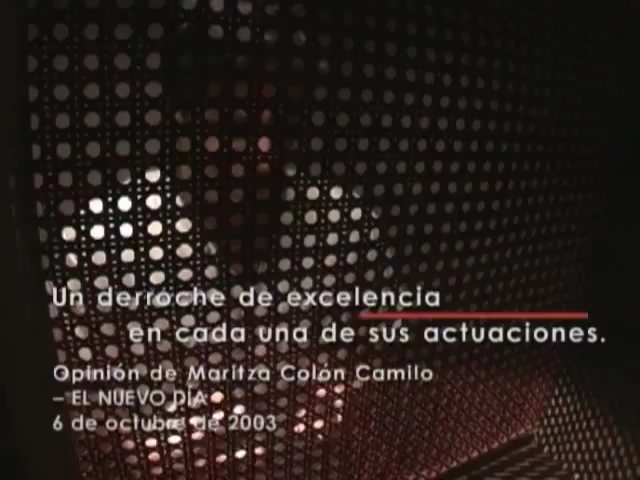 Un derroche de excelencia
en cada una de sus actuaciones.
Opinión de Maritza Colón Camilo
– EL NUEVO DÍA
6 de octubre de 2003